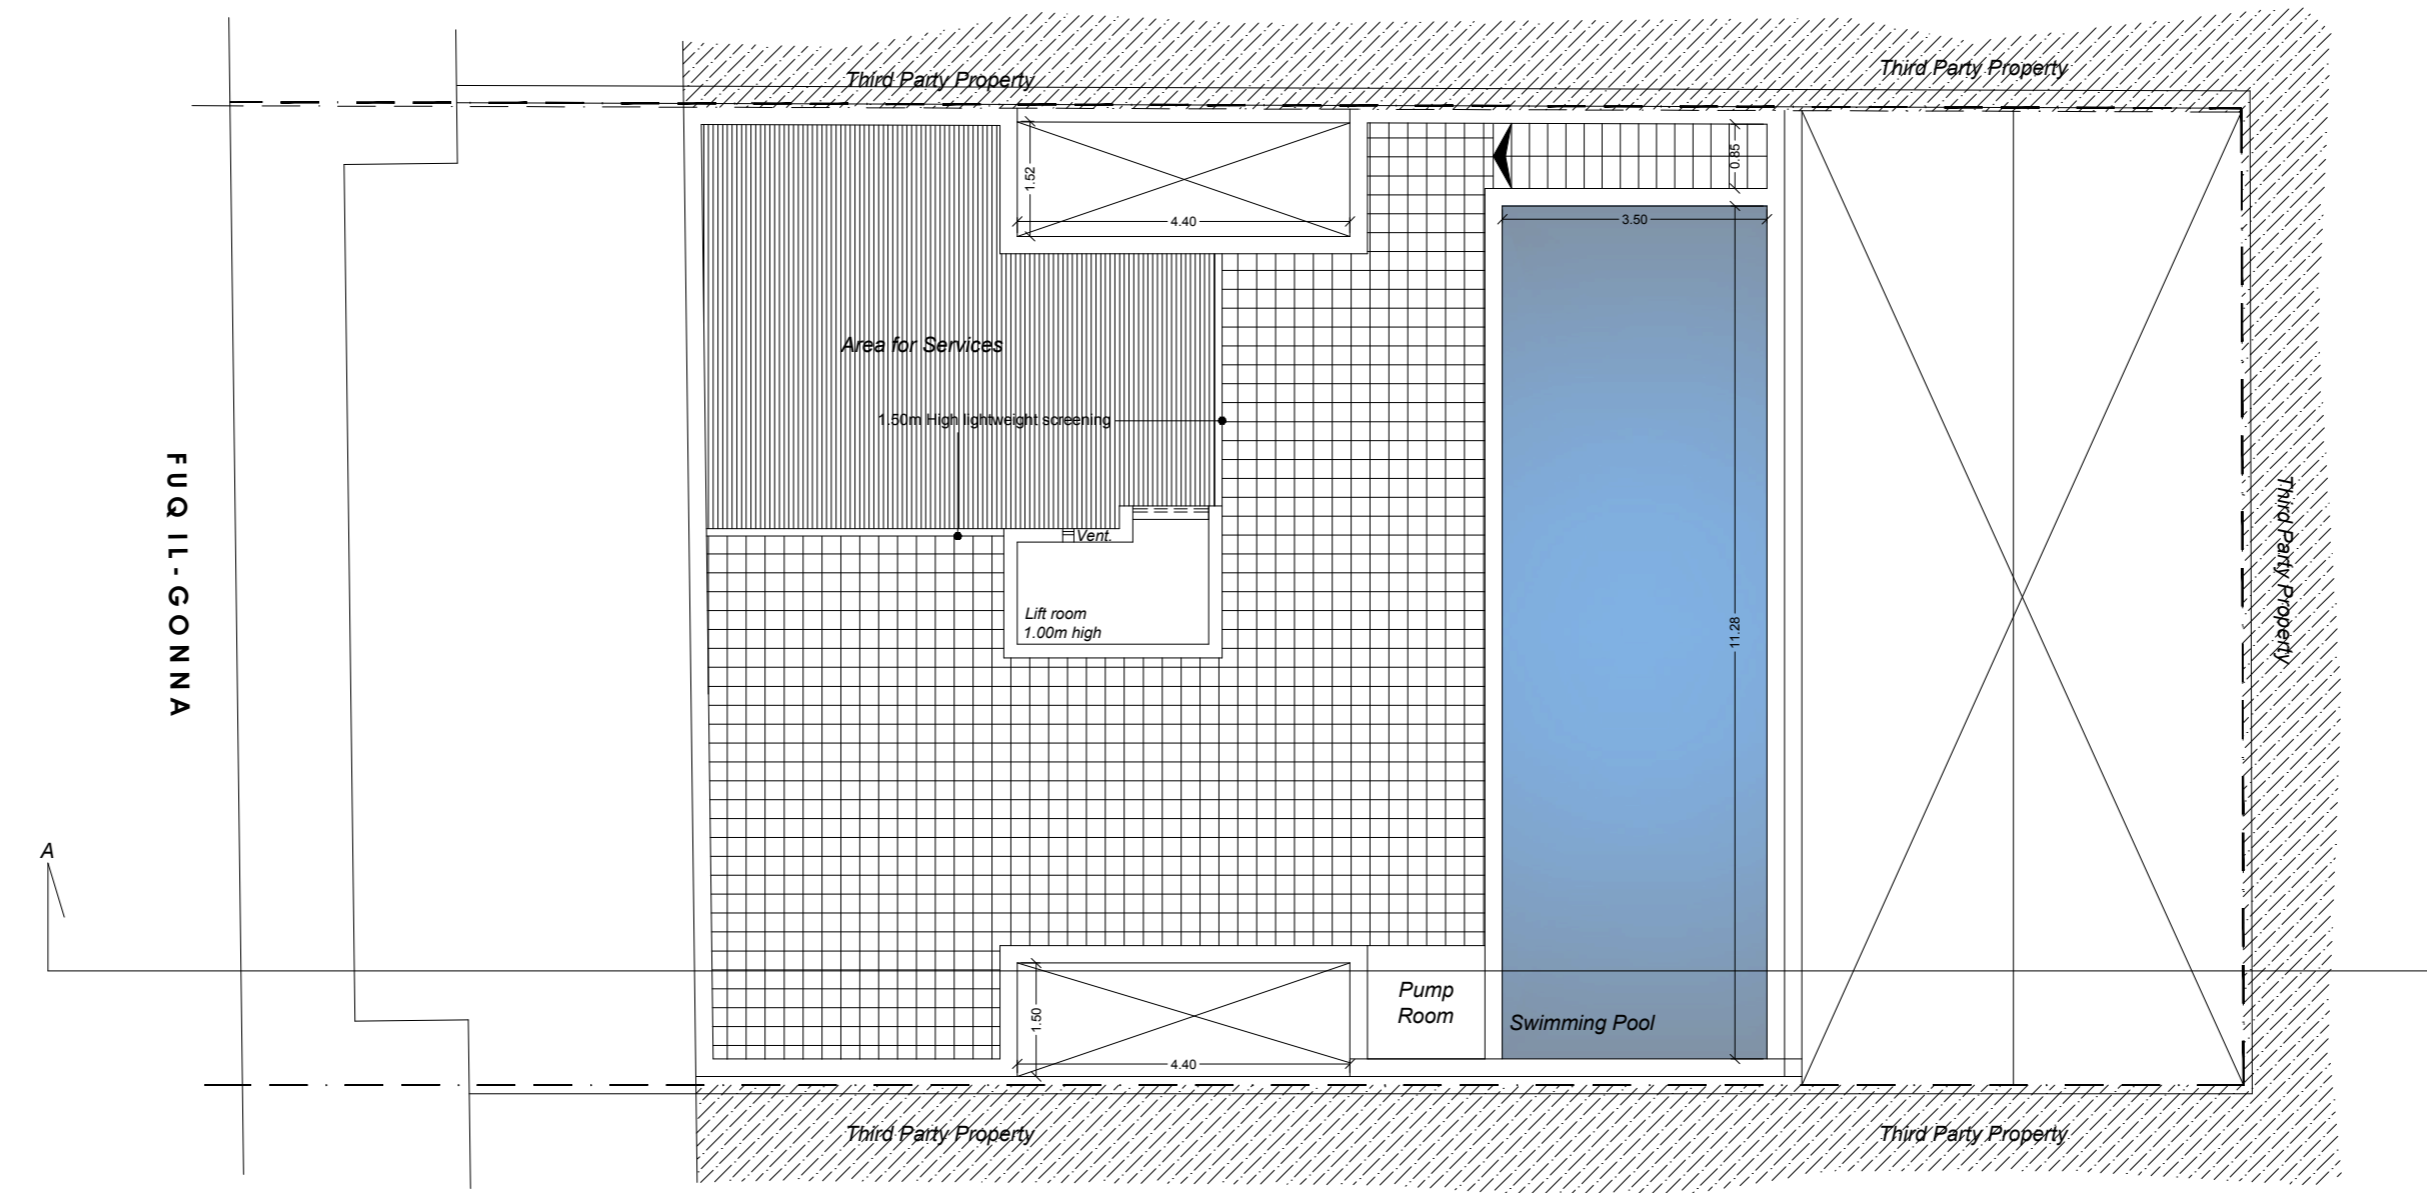 Third Party Property
Third Party Property
0.85
1.52
4.40
3.50
Area for Services
1.50m High lightweight screening
FUQ IL-GONNA
Vent.
Third Party Property
Lift room
1.00m high
11.28
A
Pump
Room
Swimming Pool
1.50
4.40
Third Party Property
Third Party Property